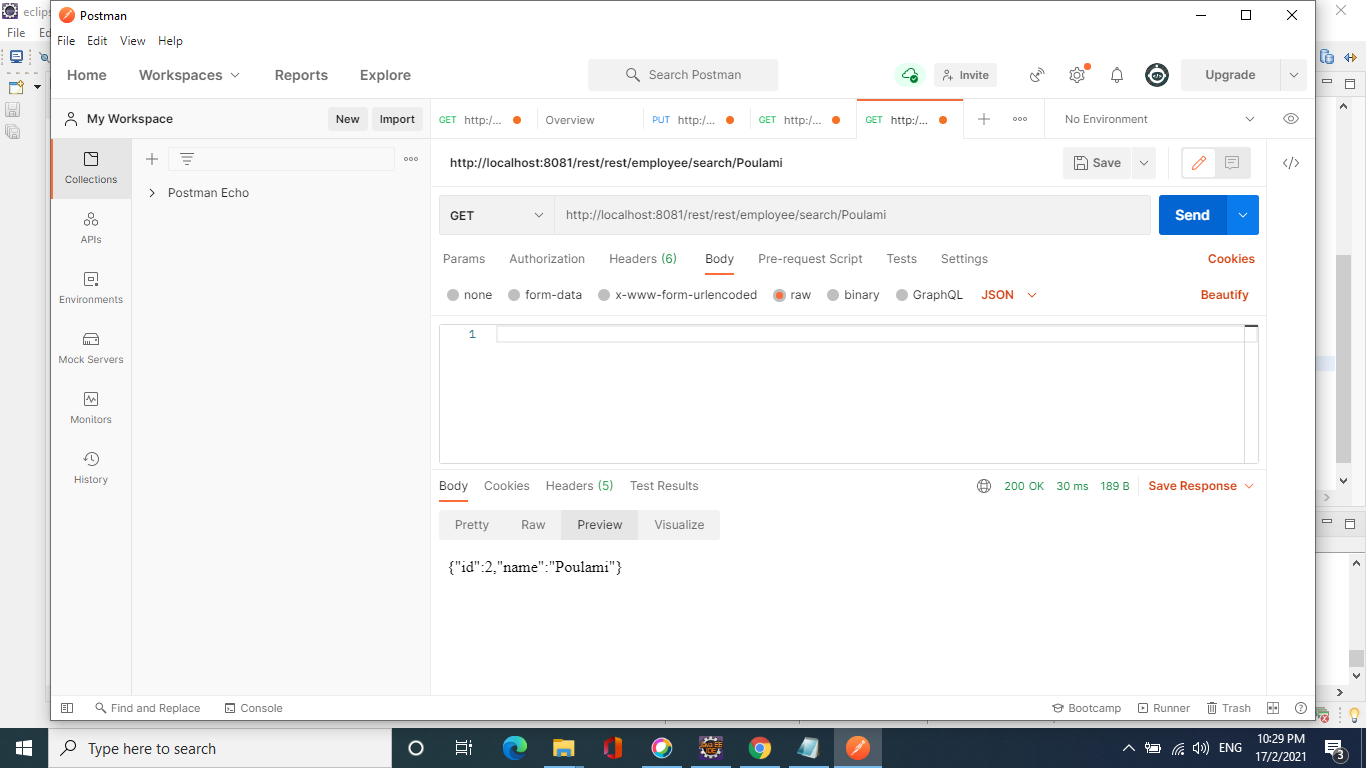 eclips
Postman
File Ed
File Edit View Help
Home Workspaces Reports Explore Search Postman Invite Upgrade
My Workspace New Import GET http:/... Overview PUT http:/... GET http:/... GET http:/... No Environment
Collections
http://localhost:8081/rest/rest/employee/search/Poulami Save
Postman Echo
GET http://localhost:8081/rest/rest/employee/search/Poulami Send
APIs
Params Authorization Headers (6) Body Pre-request Script Tests Settings Cookies
none form-data x-www-form-urlencoded raw binary GraphQL JSON Beautify
Environments
1
Mock Servers
Monitors
History
Body Cookies Headers (5) Test Results 200 OK 30 ms 189 B Save Response
Pretty Raw Preview Visualize
{"id":2,"name":"Poulami"}
Find and Replace Console Bootcamp Runner Trash
Type here to search
ENG
10:29 PM
17/2/2021
3